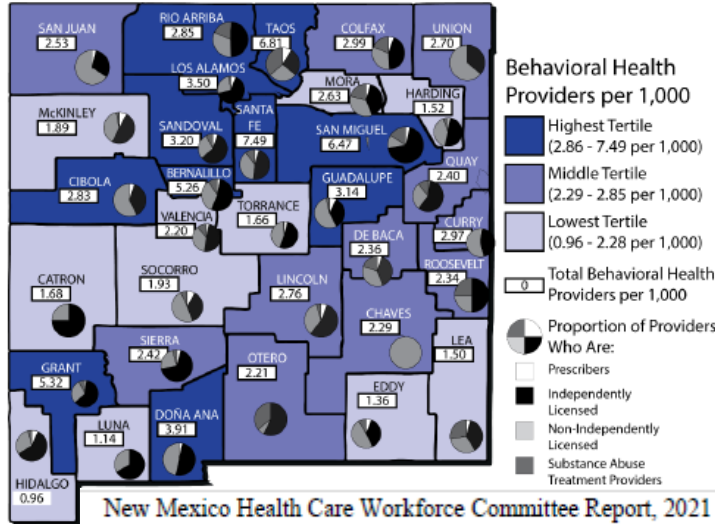 SAN JUAN
2.53
RIO ARRIBA
2.85
TAOS
6.81
COLFAX
2.99
UNION
2.70
LOS ALAMOS
3.50
MORA
2.63
HARDING
1.52
McKINLEY
1.89
SANDOVAL
3.20
SANTA
FE
7.49
SAN MIGUEL
6.47
QUAY
2.40
CIBOLA
2.83
BERNALILLO
5.26
GUADALUPE
3.14
VALENCIA
2.20
TORRANCE
1.66
CURRY
2.97
DE BACA
2.36
ROOSEVELT
2.34
CATRON
1.68
SOCORRO
1.93
LINCOLN
2.76
CHAVES
2.29
LEA
1.50
SIERRA
2.42
OTERO
2.21
GRANT
5.32
EDDY
1.36
LUNA
1.14
DOÑA ANA
3.91
HIDALGO
0.96
Behavioral Health
Providers per 1,000
Highest Tertile
(2.86 - 7.49 per 1,000)
Middle Tertile
(2.29 - 2.85 per 1,000)
Lowest Tertile
(0.96 - 2.28 per 1,000)
0
Total Behavioral Health
Providers per 1,000
Proportion of Providers
Who Are:
Prescribers
Independently
Licensed
Non-Independently
Licensed
Substance Abuse
Treatment Providers
New Mexico Health Care Workforce Committee Report, 2021